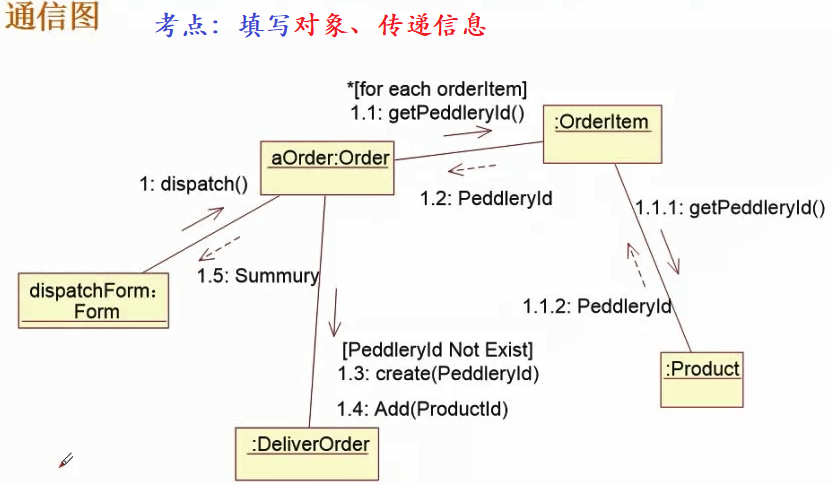 通信图
考点：填写对象、传递信息
*[for each orderItem]
1.1: getPeddleryId()
:OrderItem
aOrder:Order
1: dispatch()
1.2: PeddleryId
1.1.1: getPeddleryId()
1.5: Summury
dispatchForm：
Form
1.1.2: PeddleryId
[PeddleryId Not Exist]
1.3: create(PeddleryId)
:Product
1.4: Add(ProductId)
:DeliverOrder